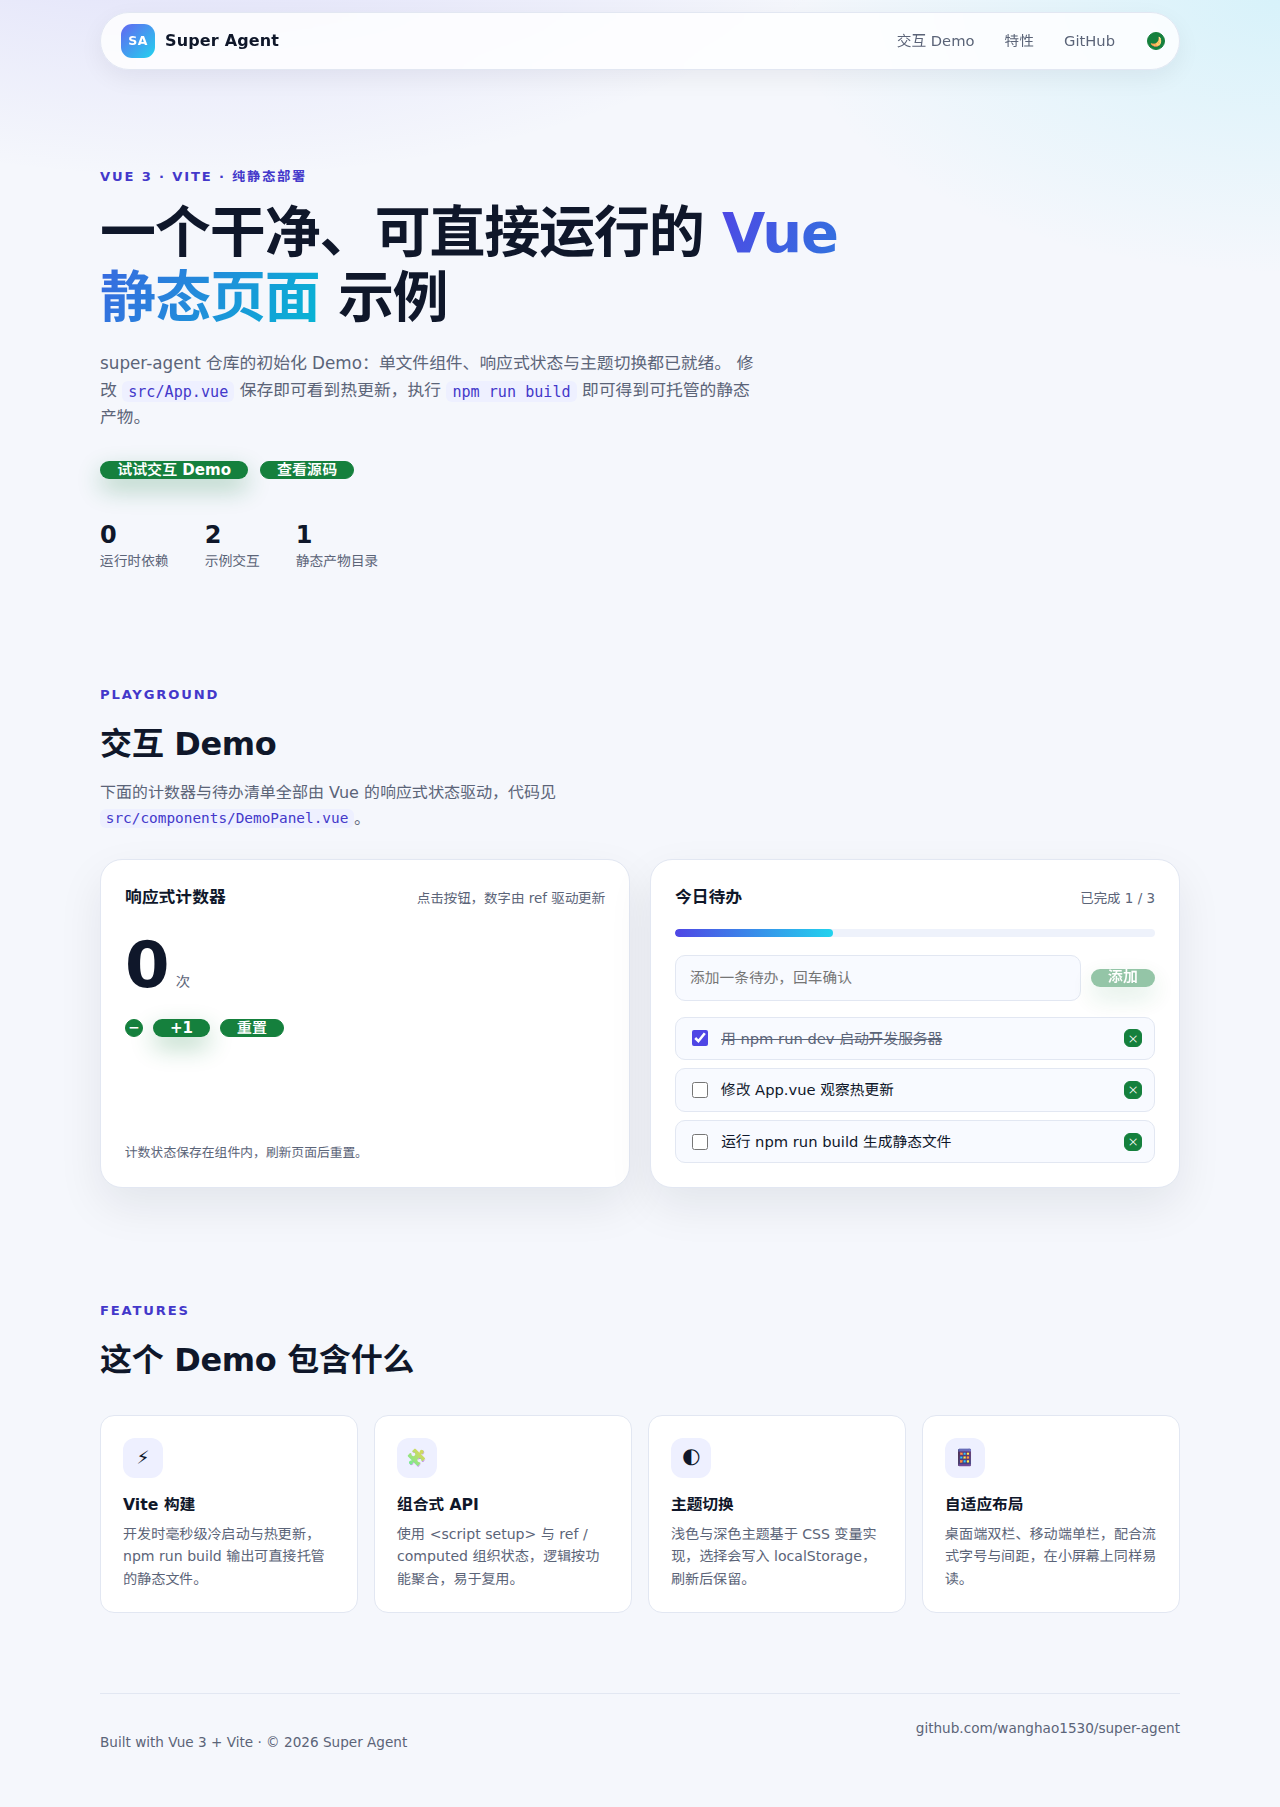 SA Super Agent 交互 Demo 特性 GitHub 🌙
VUE 3 · VITE · 纯静态部署
一个干净、可直接运行的 Vue
静态页面 示例
super-agent 仓库的初始化 Demo：单文件组件、响应式状态与主题切换都已就绪。 修
改 src/App.vue 保存即可看到热更新，执行 npm run build 即可得到可托管的静态
产物。
试试交互 Demo 查看源码
0 2 1
运行时依赖 示例交互 静态产物目录
PLAYGROUND
交互 Demo
下面的计数器与待办清单全部由 Vue 的响应式状态驱动，代码见
src/components/DemoPanel.vue 。
响应式计数器 点击按钮，数字由 ref 驱动更新
0 次
− +1 重置
计数状态保存在组件内，刷新页面后重置。
今日待办 已完成 1 / 3
添加一条待办，回车确认 添加
用 npm run dev 启动开发服务器 ×
修改 App.vue 观察热更新 ×
运行 npm run build 生成静态文件 ×
FEATURES
这个 Demo 包含什么
Vite 构建
开发时毫秒级冷启动与热更新，
npm run build 输出可直接托管
的静态文件。
组合式 API
使用 <script setup> 与 ref /
computed 组织状态，逻辑按功
能聚合，易于复用。
主题切换
浅色与深色主题基于 CSS 变量实
现，选择会写入 localStorage，
刷新后保留。
自适应布局
桌面端双栏、移动端单栏，配合流
式字号与间距，在小屏幕上同样易
读。
Built with Vue 3 + Vite · © 2026 Super Agent
github.com/wanghao1530/super-agent